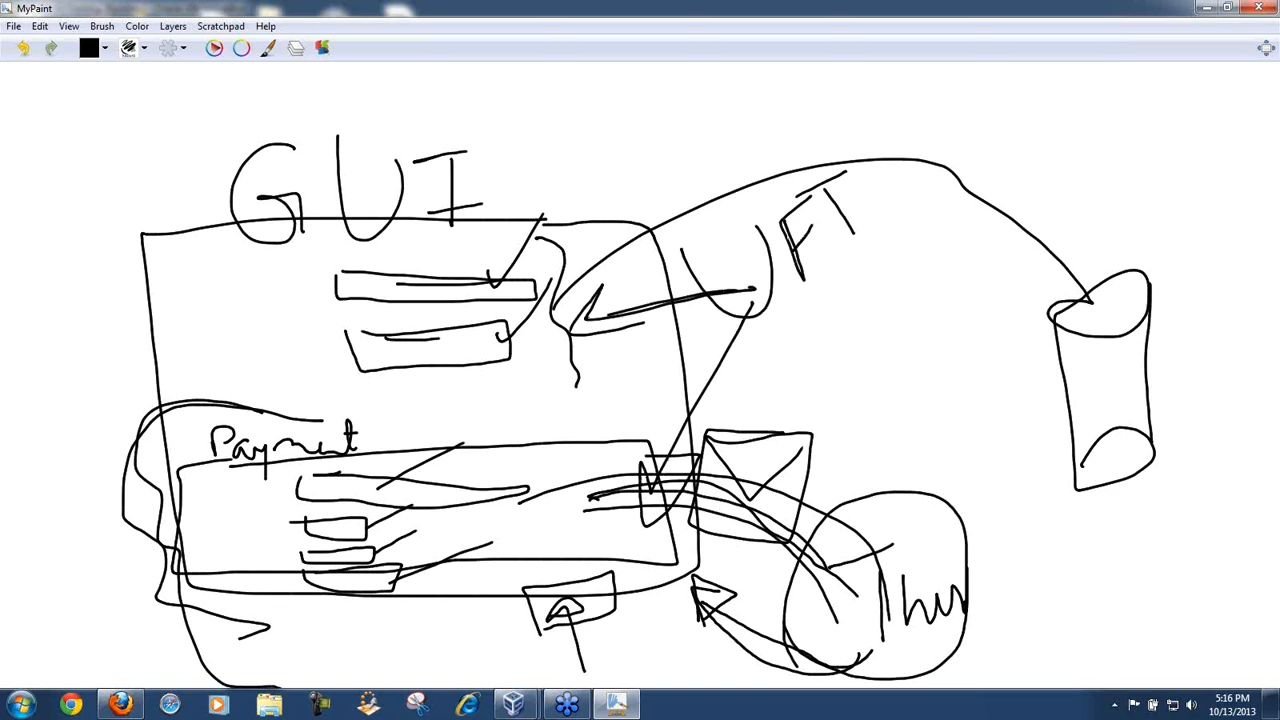 MyPaint
File Edit View Brush Color Layers Scratchpad Help
GUI
UFT
Payment
5:16 PM
10/13/2013